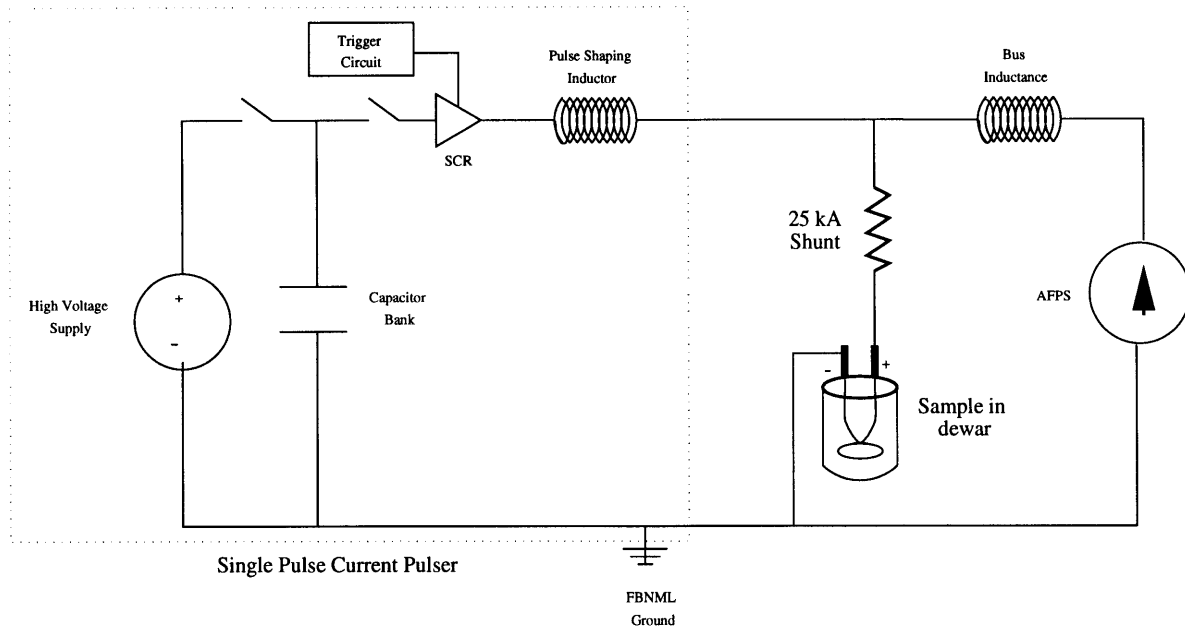 Trigger
Circuit
Pulse Shaping
Inductor
Bus
Inductance
SCR
25 kA
Shunt
High Voltage
Supply
+
-
Capacitor
Bank
AFPS
-
+
Sample in
dewar
Single Pulse Current Pulser
FBNML
Ground